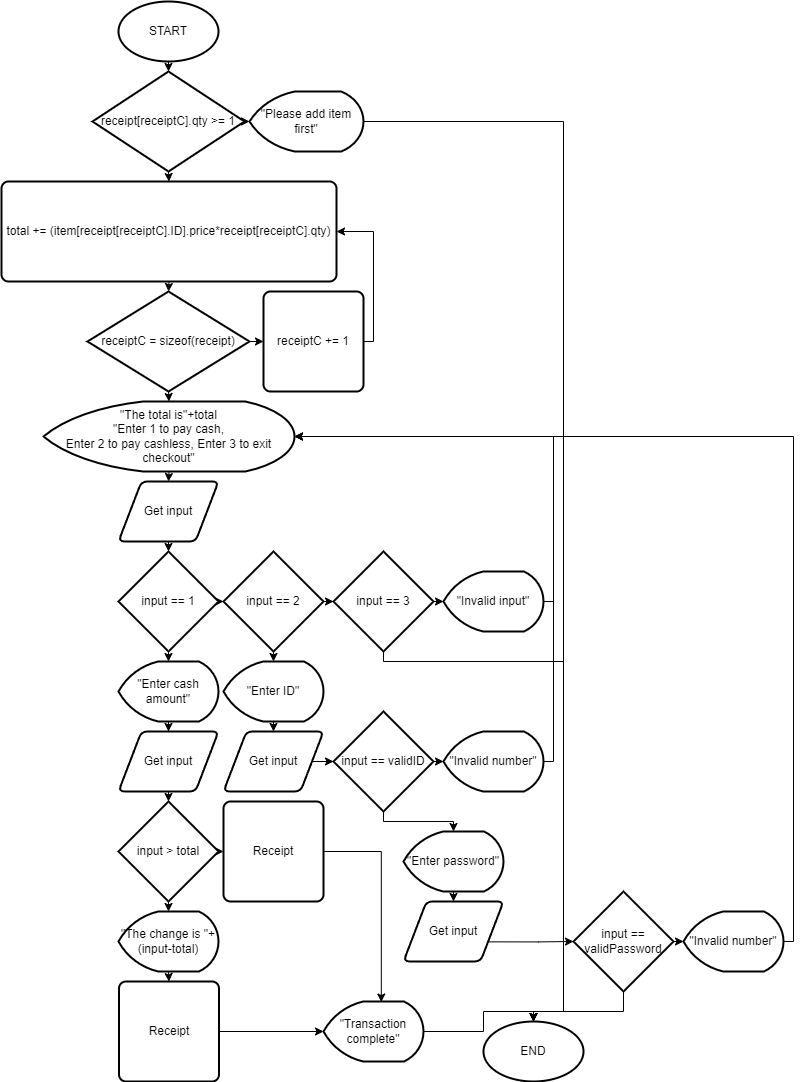 START
receipt[receiptC].qty >= 1
"Please add item
first"
total += (item[receipt[receiptC].ID].price*receipt[receiptC].qty)
receiptC = sizeof(receipt)
receiptC += 1
"The total is"+total
"Enter 1 to pay cash,
Enter 2 to pay cashless, Enter 3 to exit
checkout"
Get input
input == 1
input == 2
input == 3
"Invalid input"
"Enter cash
amount"
"Enter ID"
Get input
Get input
input == validID
"Invalid number"
input > total
Receipt
"Enter password"
"The change is "+
(input-total)
Get input
input ==
validPassword
"Invalid number"
Receipt
"Transaction
complete"
END